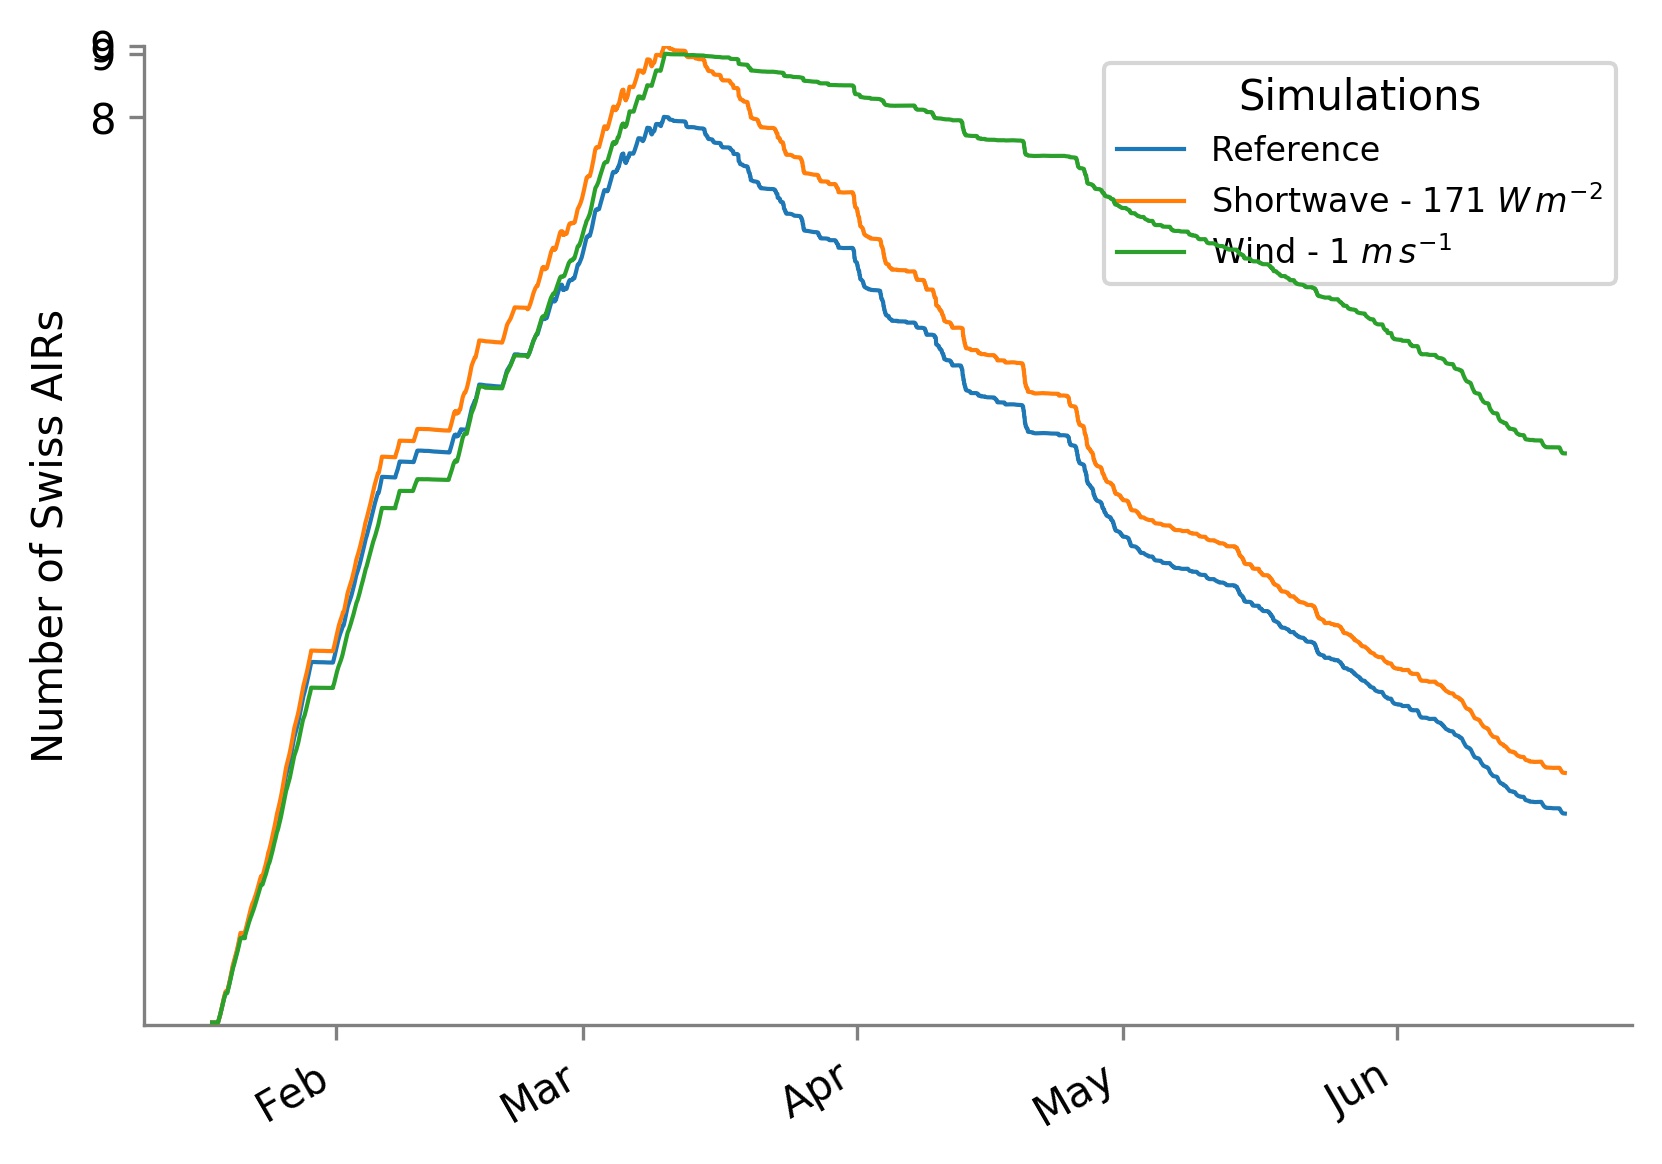 9
9
8
Number of Swiss AIRs
Simulations
Reference
Shortwave - 171 W m⁻²
Wind - 1 m s⁻¹
Feb
Mar
Apr
May
Jun